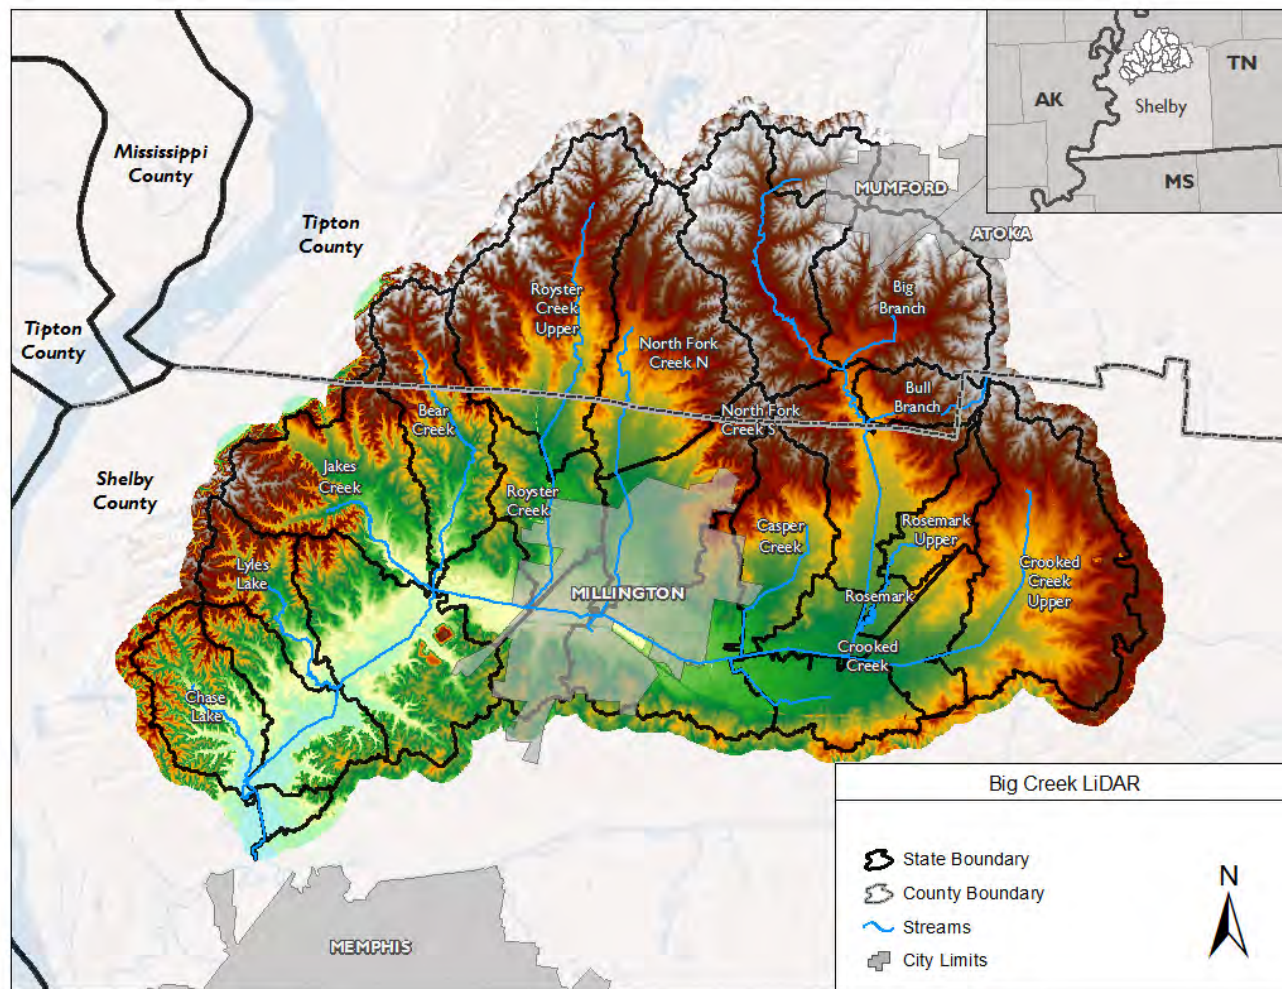 TN
AK
Shelby
MS
Mississippi
County
Tipton
County
Tipton
County
Shelby
County
MUMFORD
ATOKA
Royster
Creek
Upper
Big
Branch
North Fork
Creek N
Bull
Branch
North Fork
Creek S
Bear
Creek
Jakes
Creek
Royster
Creek
Casper
Creek
Rosemark
Upper
Lyles
Lake
Crooked
Creek
Upper
MILLINGTON
Rosemark
Crooked
Creek
Chase
Lake
MEMPHIS
Big Creek LiDAR
State Boundary
County Boundary
Streams
City Limits
N